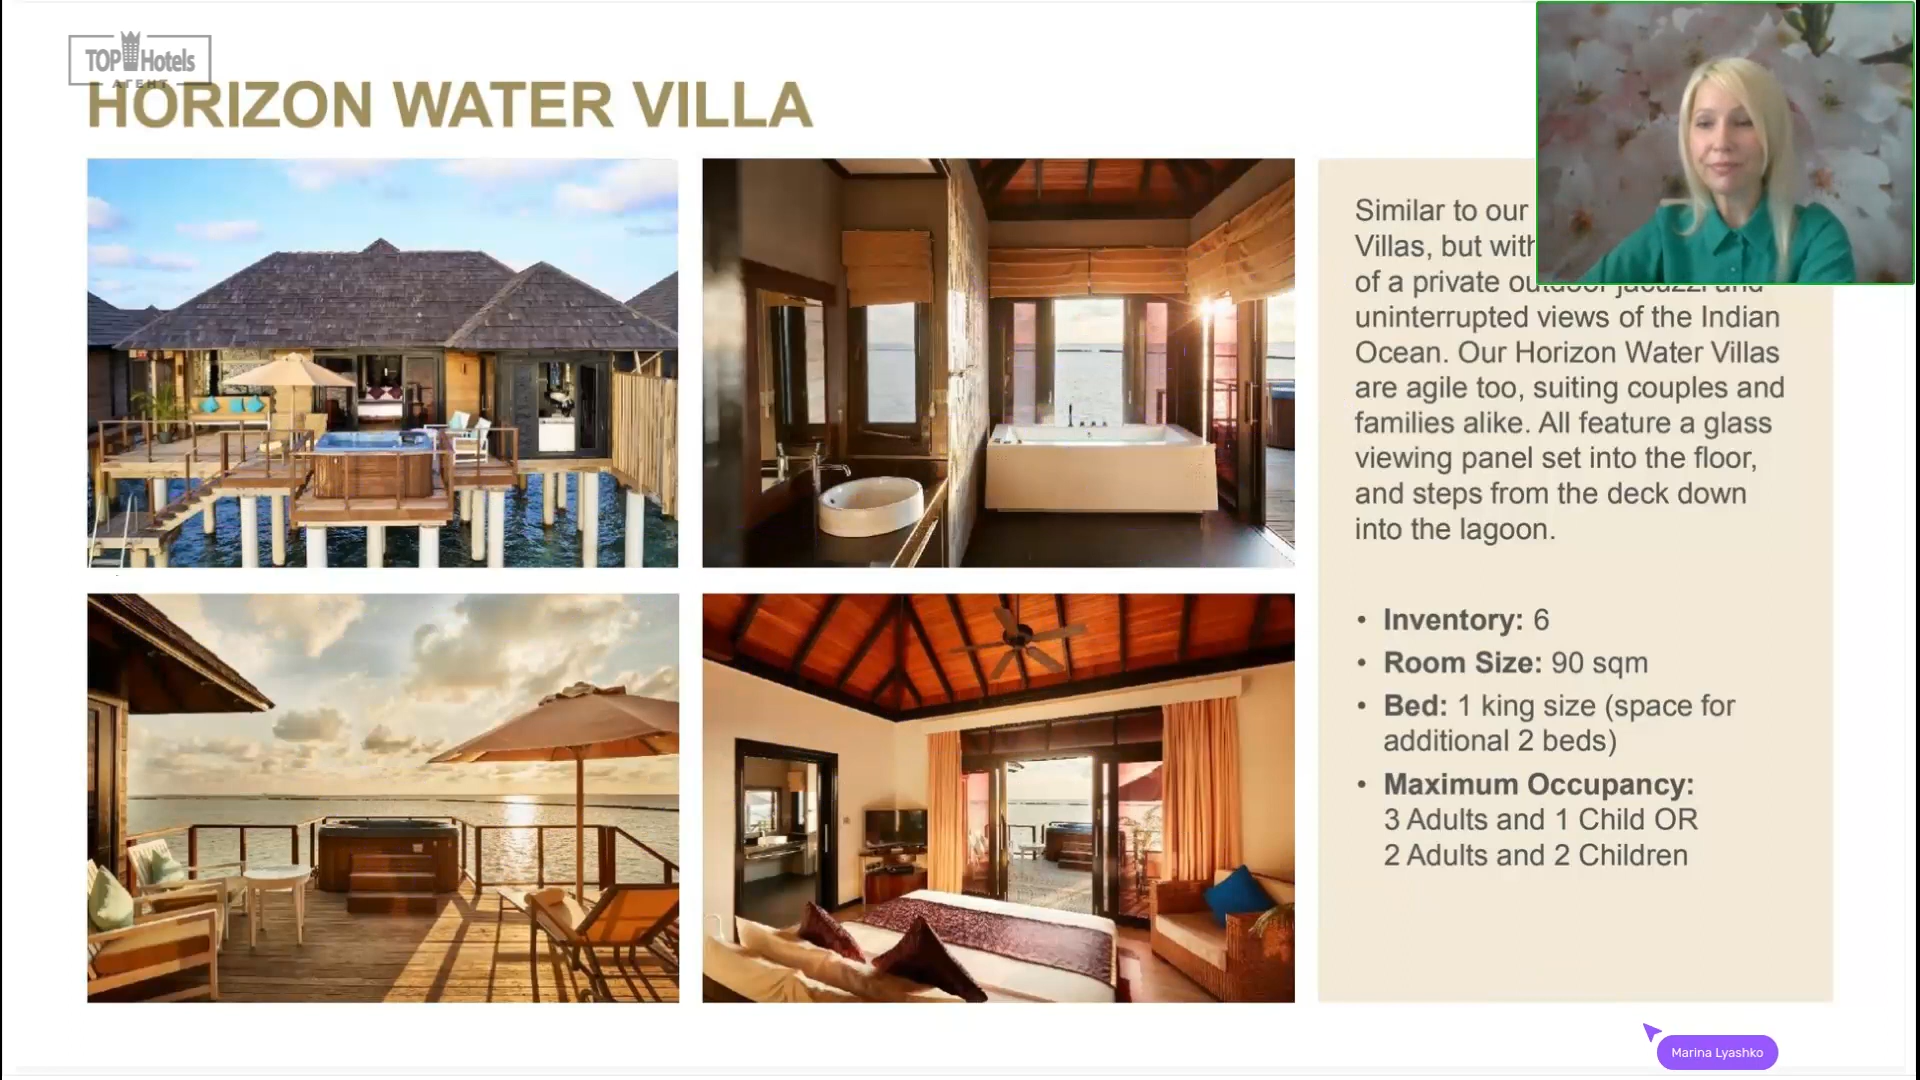 TOP Hotels
АГЕНТ
HORIZON WATER VILLA
Similar to our
Villas, but with
of a private outdoor jacuzzi and
uninterrupted views of the Indian
Ocean. Our Horizon Water Villas
are agile too, suiting couples and
families alike. All feature a glass
viewing panel set into the floor,
and steps from the deck down
into the lagoon.
• Inventory: 6
• Room Size: 90 sqm
• Bed: 1 king size (space for
additional 2 beds)
• Maximum Occupancy:
3 Adults and 1 Child OR
2 Adults and 2 Children
Marina Lyashko